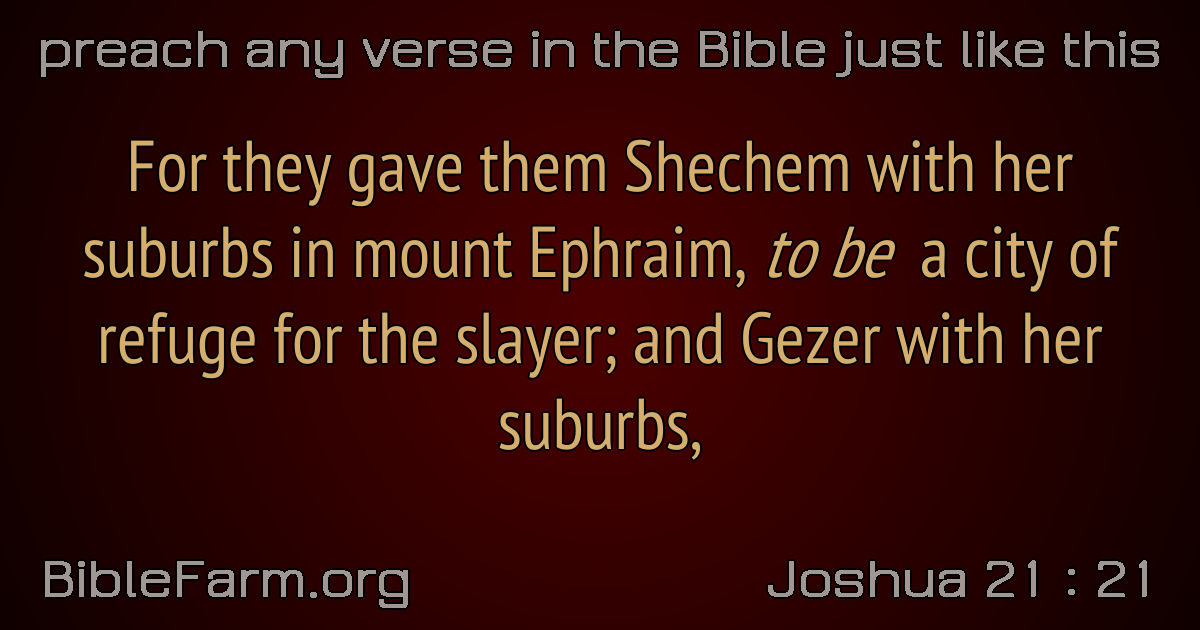 preach any verse in the Bible just like this
For they gave them Shechem with her
suburbs in mount Ephraim, to be a city of
refuge for the slayer; and Gezer with her
suburbs,
BibleFarm.org
Joshua 21 : 21